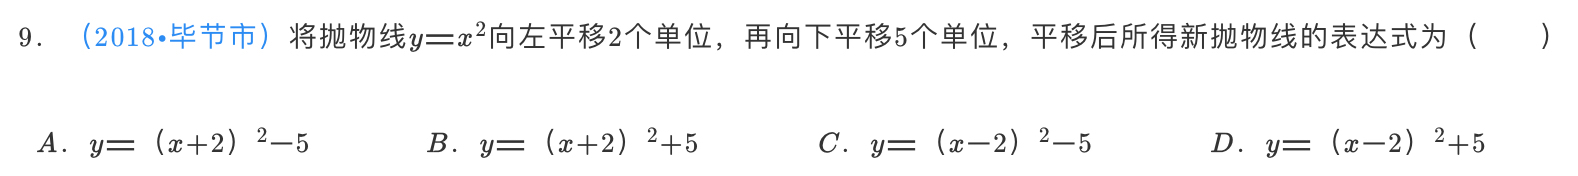 9. (2018•毕节市) 将抛物线y=x²向左平移2个单位，再向下平移5个单位，平移后所得新抛物线的表达式为（  ）
A. y=（x+2）²−5 B. y=（x+2）²+5 C. y=（x−2）²−5 D. y=（x−2）²+5